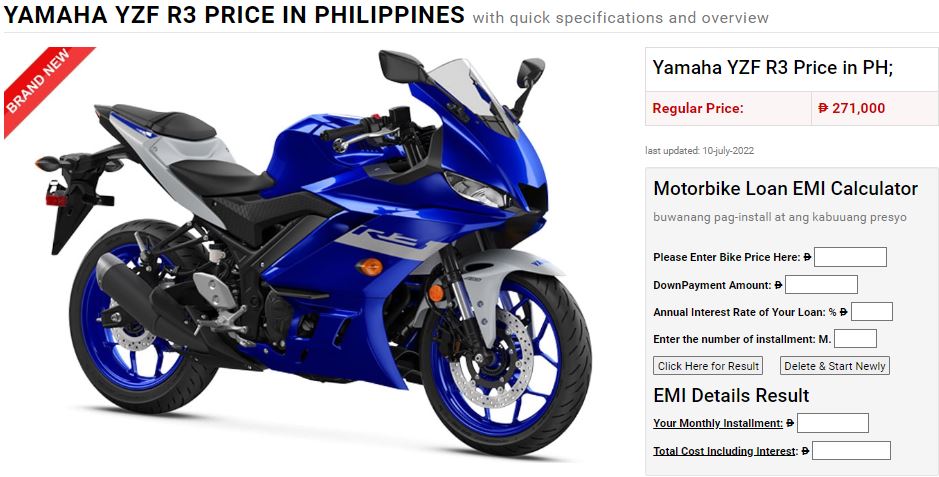 YAMAHA YZF R3 PRICE IN PHILIPPINES with quick specifications and overview
BRAND NEW
R3
Yamaha YZF R3 Price in PH;
Regular Price: ₱ 271,000
last updated: 10-july-2022
Motorbike Loan EMI Calculator
buwanang pag-install at ang kabuuang presyo
Please Enter Bike Price Here: ₱
DownPayment Amount: ₱
Annual Interest Rate of Your Loan: % ₱
Enter the number of installment: M.
Click Here for Result Delete & Start Newly
EMI Details Result
Your Monthly Installment: ₱
Total Cost Including Interest: ₱